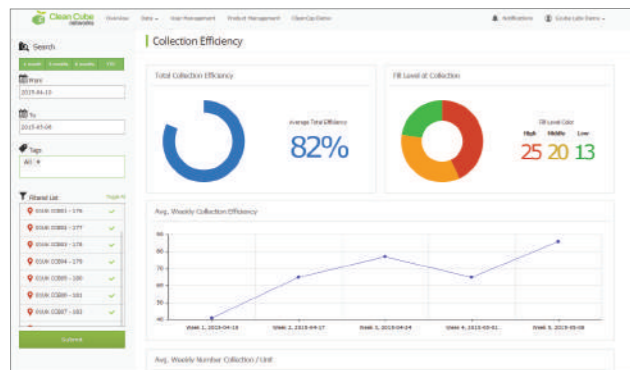 Clean Cube
networks
Overview
Data
User Management
Product Management
CleanCap Demo
Notifications
Collection Efficiency
Search
From
2015-04-10
To
2015-05-08
Tags
All
Filtered List
Total Collection Efficiency
Average Total Efficiency
82%
Fill Level at Collection
Fill Level Color
High Middle Low
25 20 13
Avg. Weekly Collection Efficiency
90
80
70
60
50
40
Week 1, 2015-04-10 Week 2, 2015-04-17 Week 3, 2015-04-24 Week 4, 2015-05-01 Week 5, 2015-05-08
Submit
Avg. Weekly Number Collection / Unit